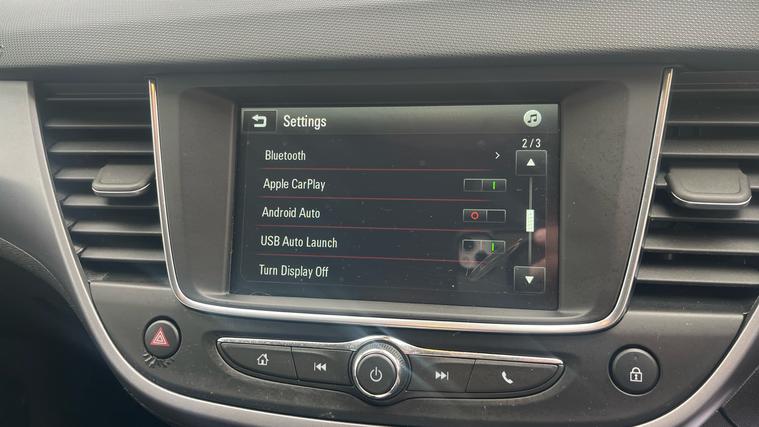 Settings
2/3
Bluetooth
Apple CarPlay
Android Auto
USB Auto Launch
Turn Display Off